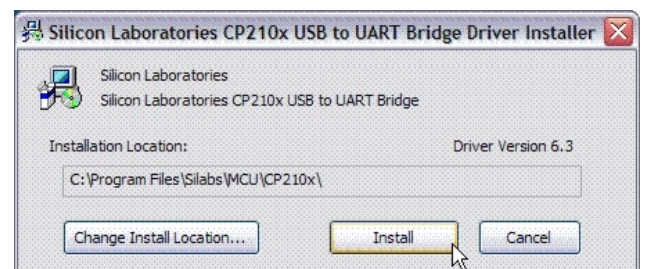 Silicon Laboratories CP210x USB to UART Bridge Driver Installer
Silicon Laboratories
Silicon Laboratories CP210x USB to UART Bridge
Installation Location: Driver Version 6.3
C:\Program Files\Silabs\MCU\CP210x\
Change Install Location... Install Cancel